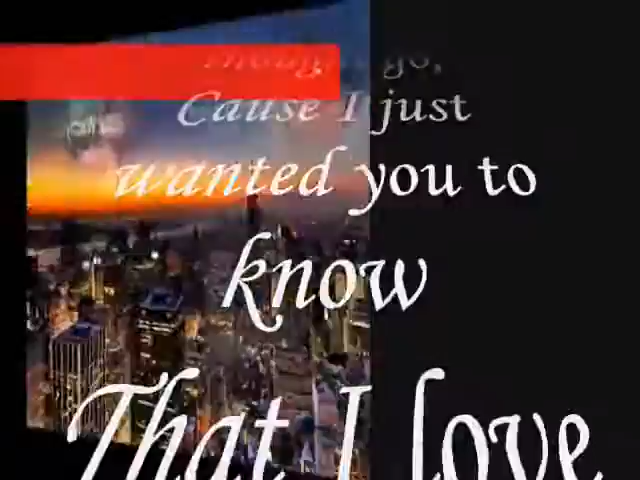 Cause I just
wanted you to
know
That I love